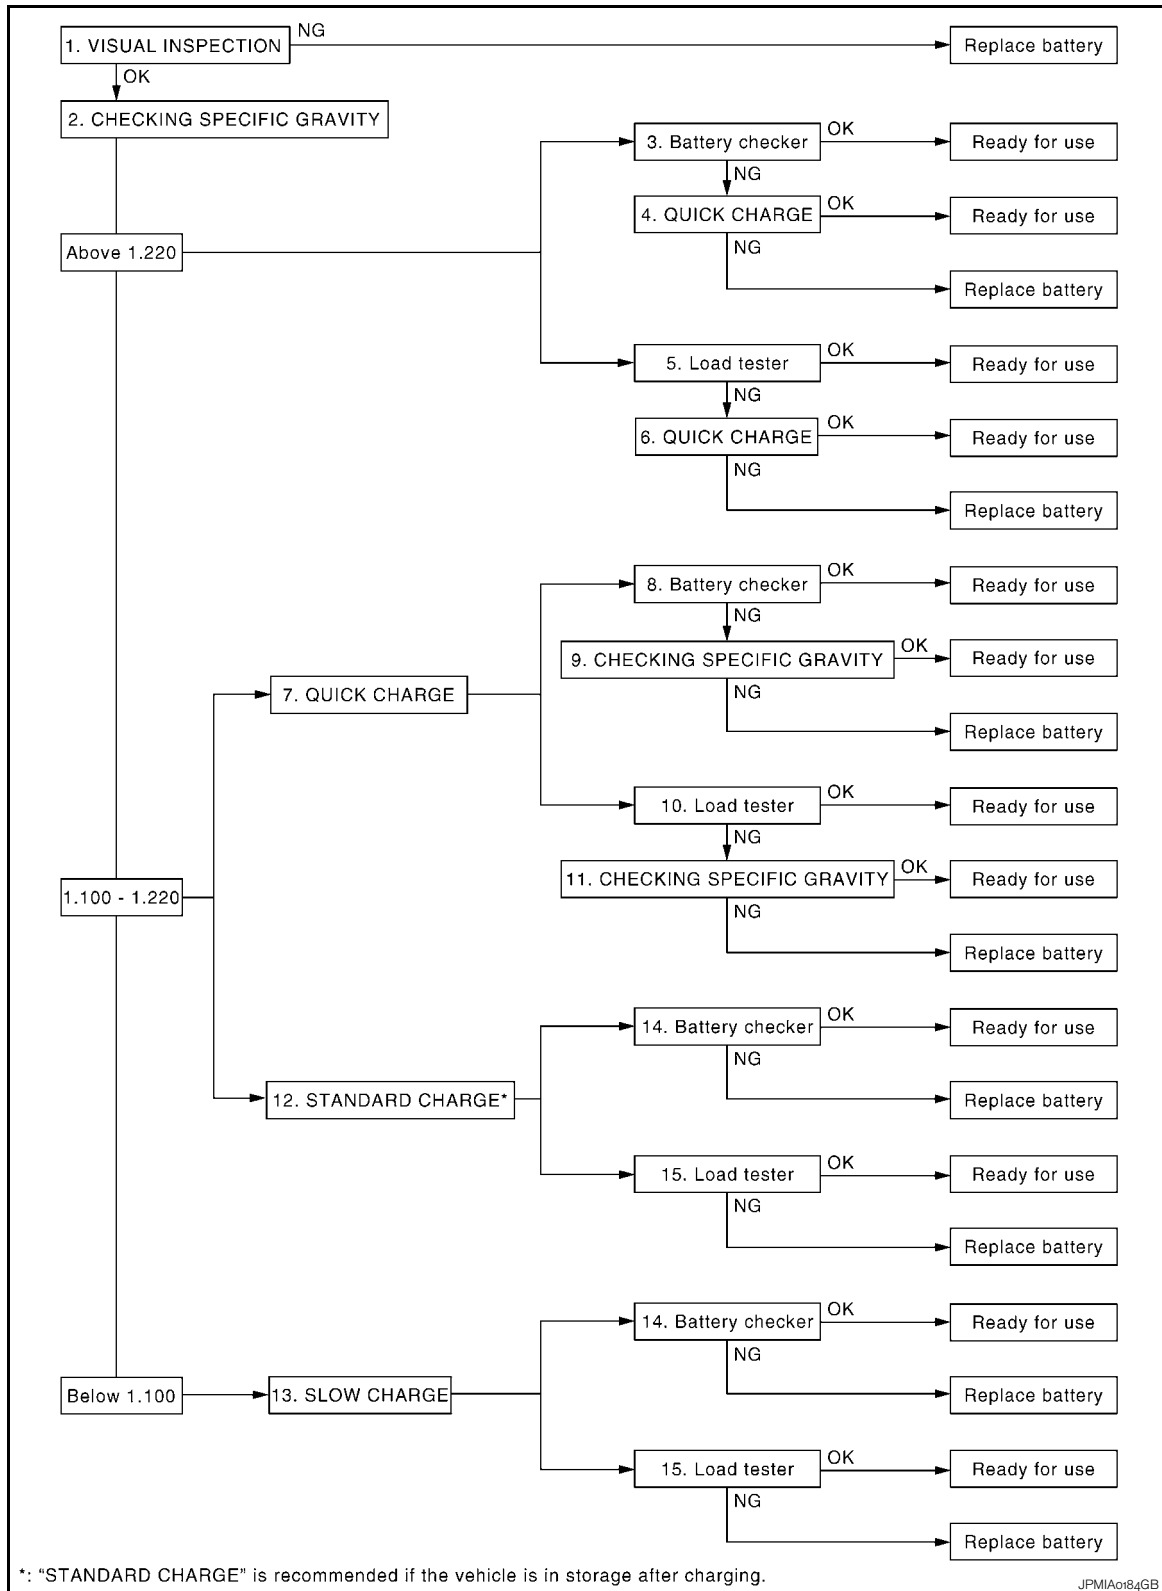 1. VISUAL INSPECTION
NG
Replace battery
OK
2. CHECKING SPECIFIC GRAVITY
3. Battery checker
OK
Ready for use
NG
4. QUICK CHARGE
OK
Ready for use
NG
Above 1.220
Replace battery
5. Load tester
OK
Ready for use
NG
6. QUICK CHARGE
OK
Ready for use
NG
Replace battery
8. Battery checker
OK
Ready for use
NG
9. CHECKING SPECIFIC GRAVITY
OK
Ready for use
7. QUICK CHARGE
NG
Replace battery
10. Load tester
OK
Ready for use
NG
11. CHECKING SPECIFIC GRAVITY
OK
Ready for use
1.100 - 1.220
NG
Replace battery
14. Battery checker
OK
Ready for use
NG
12. STANDARD CHARGE*
Replace battery
15. Load tester
OK
Ready for use
NG
Replace battery
14. Battery checker
OK
Ready for use
NG
Below 1.100
13. SLOW CHARGE
Replace battery
15. Load tester
OK
Ready for use
NG
Replace battery
*: “STANDARD CHARGE” is recommended if the vehicle is in storage after charging.
JPMIA0184GB